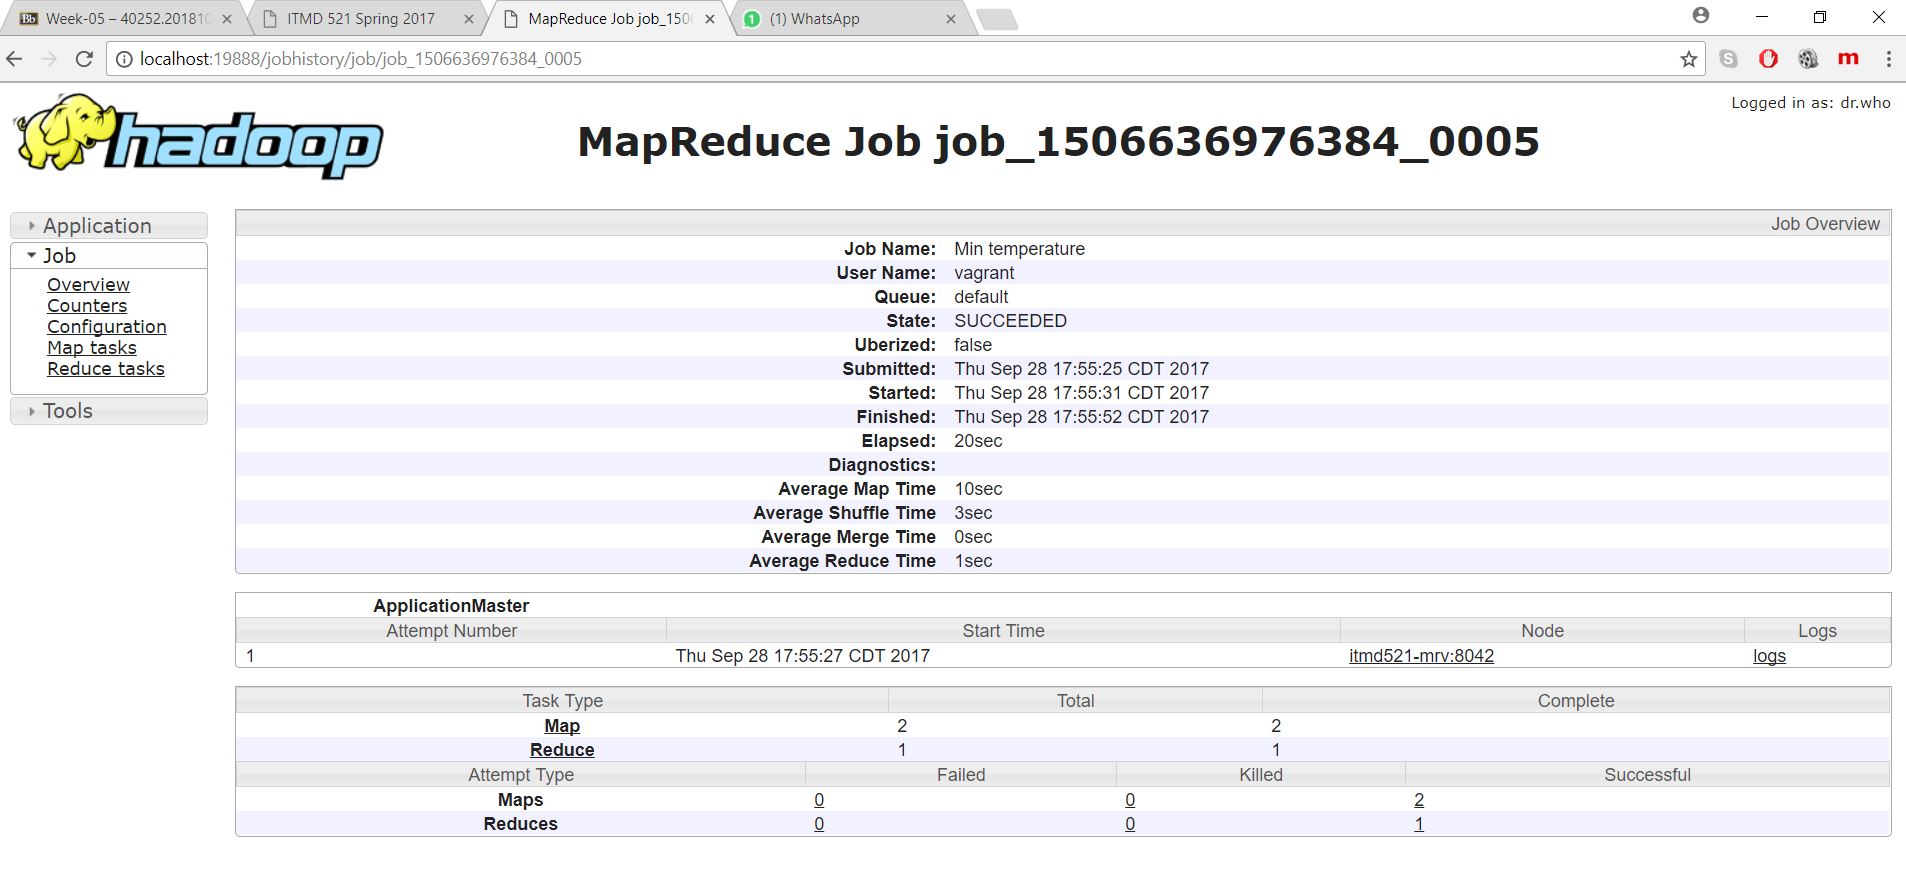 Week-05 – 40252.201810
ITMD 521 Spring 2017
MapReduce Job job_150
(1) WhatsApp
localhost:19888/jobhistory/job/job_1506636976384_0005
Logged in as: dr.who
hadoop
MapReduce Job job_1506636976384_0005
Application
Job
Overview
Counters
Configuration
Map tasks
Reduce tasks
Tools
Job Overview
Job Name: Min temperature
User Name: vagrant
Queue: default
State: SUCCEEDED
Uberized: false
Submitted: Thu Sep 28 17:55:25 CDT 2017
Started: Thu Sep 28 17:55:31 CDT 2017
Finished: Thu Sep 28 17:55:52 CDT 2017
Elapsed: 20sec
Diagnostics:
Average Map Time 10sec
Average Shuffle Time 3sec
Average Merge Time 0sec
Average Reduce Time 1sec
ApplicationMaster
Attempt Number Start Time Node Logs
1 Thu Sep 28 17:55:27 CDT 2017 itmd521-mrv:8042 logs
Task Type Total Complete
Map 2 2
Reduce 1 1
Attempt Type Failed Killed Successful
Maps 0 0 2
Reduces 0 0 1